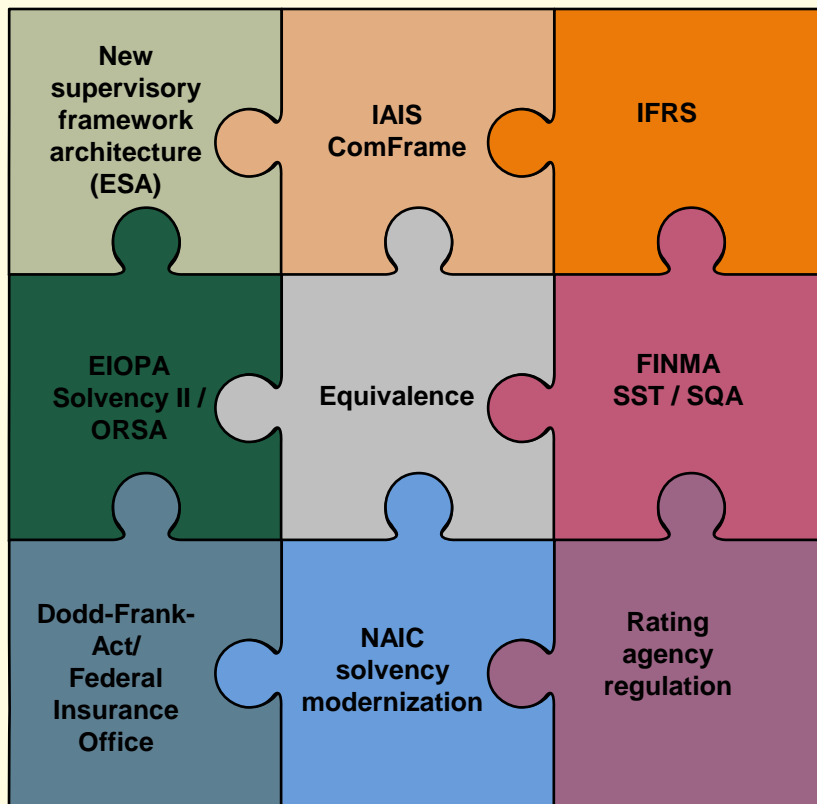 New
supervisory
framework
architecture
(ESA)
IAIS
ComFrame
IFRS
EIOPA
Solvency II /
ORSA
Equivalence
FINMA
SST / SQA
Dodd-Frank-
Act/
Federal
Insurance
Office
NAIC
solvency
modernization
Rating
agency
regulation